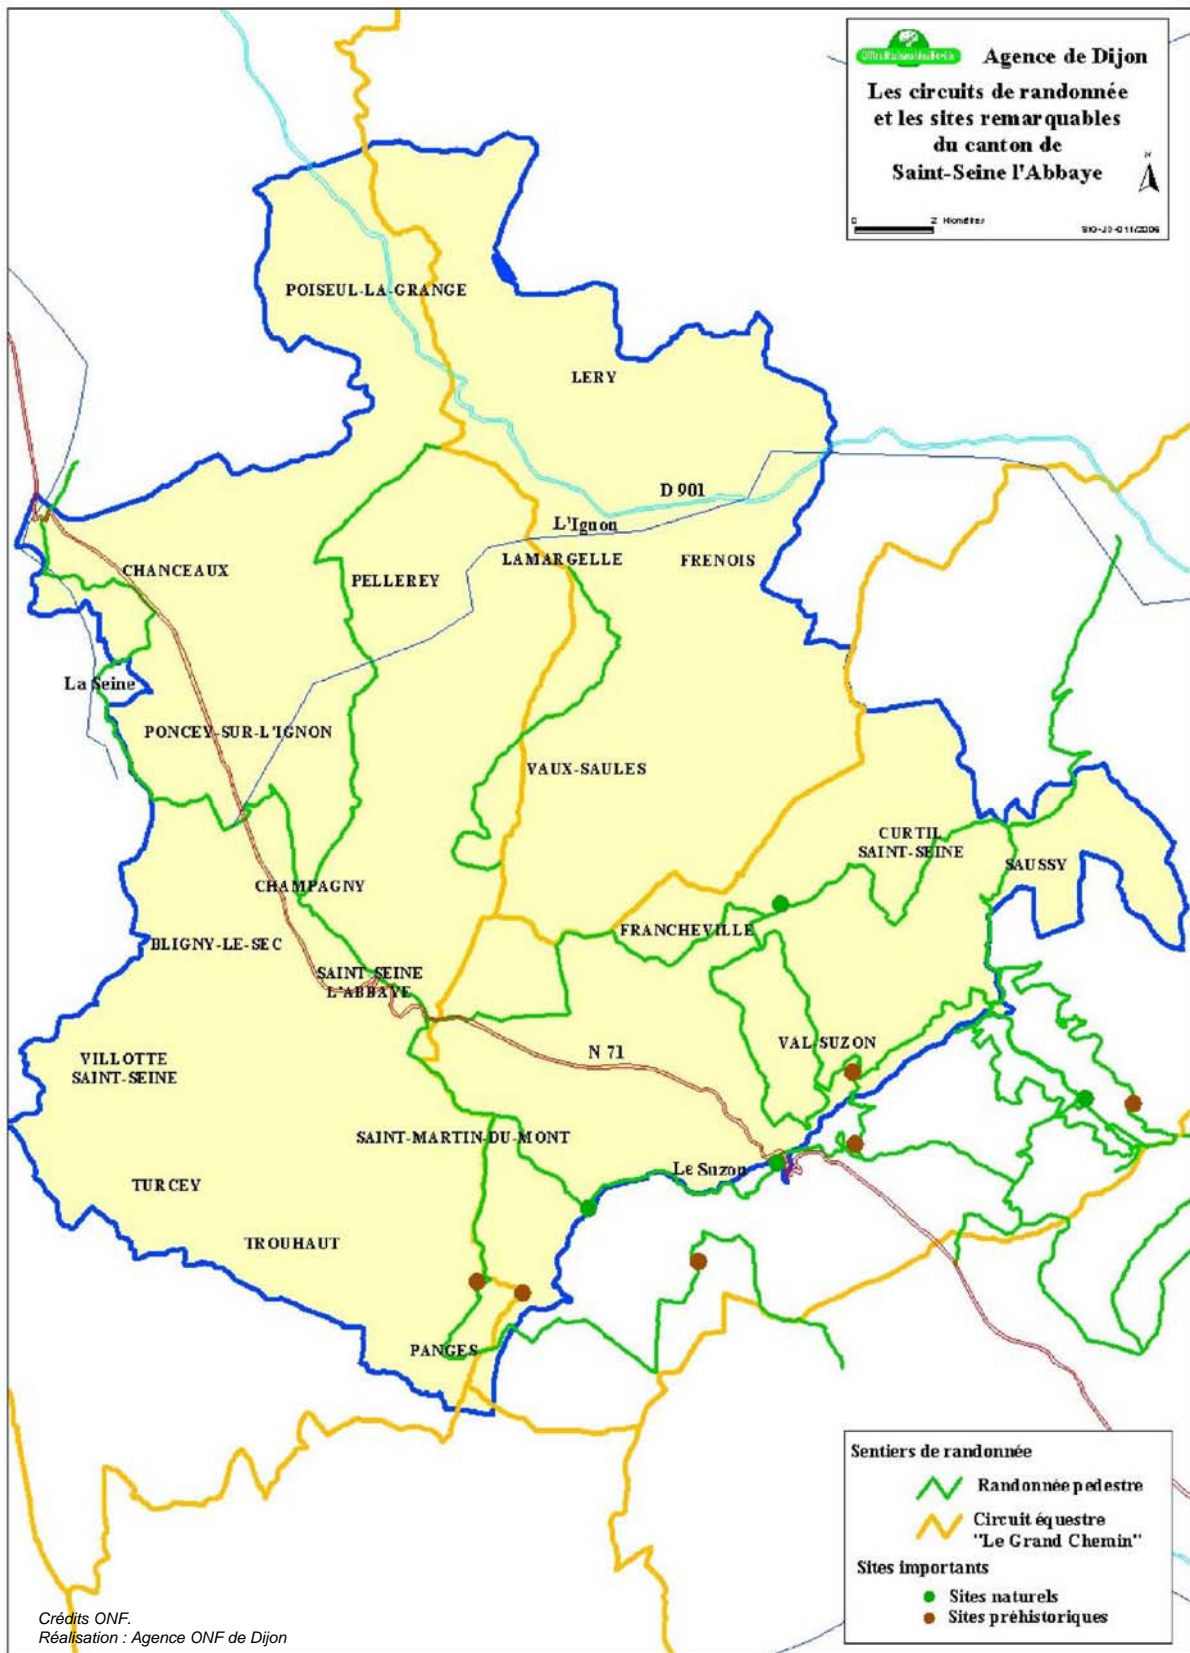 Agence de Dijon
Les circuits de randonnée
et les sites remarquables
du canton de
Saint-Seine l'Abbaye
N
0 2 Kilomètres
POISEUL-LA-GRANGE
LERY
D 901
L'Ignon
CHANCEAUX
PELLEREY
LAMARGELLE
FRENOIS
La Seine
PONCEY-SUR-L'IGNON
VAUX-SAULES
CURTIL
SAINT-SEINE
SAUSSY
CHAMPAGNY
FRANCHEVILLE
BLIGNY-LE-SEC
SAINT SEINE
L'ABBAYE
VILLOTTE
SAINT-SEINE
N 71
VAL-SUZON
SAINT-MARTIN-DU-MONT
Le Suzon
TURCEY
TROUHAUT
PANGES
Sentiers de randonnée
Randonnée pedestre
Circuit équestre
"Le Grand Chemin"
Sites importants
Sites naturels
Sites préhistoriques
Crédits ONF.
Réalisation : Agence ONF de Dijon